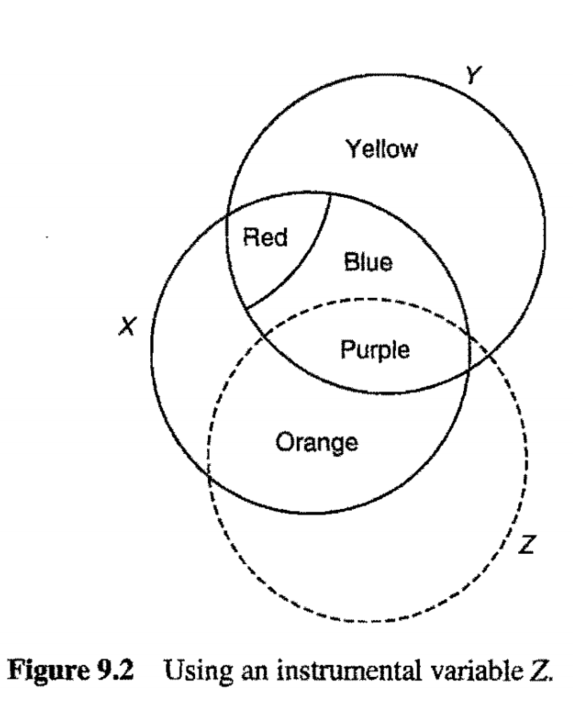 Y
Yellow
Red
Blue
X
Purple
Orange
Z
Figure 9.2 Using an instrumental variable Z.